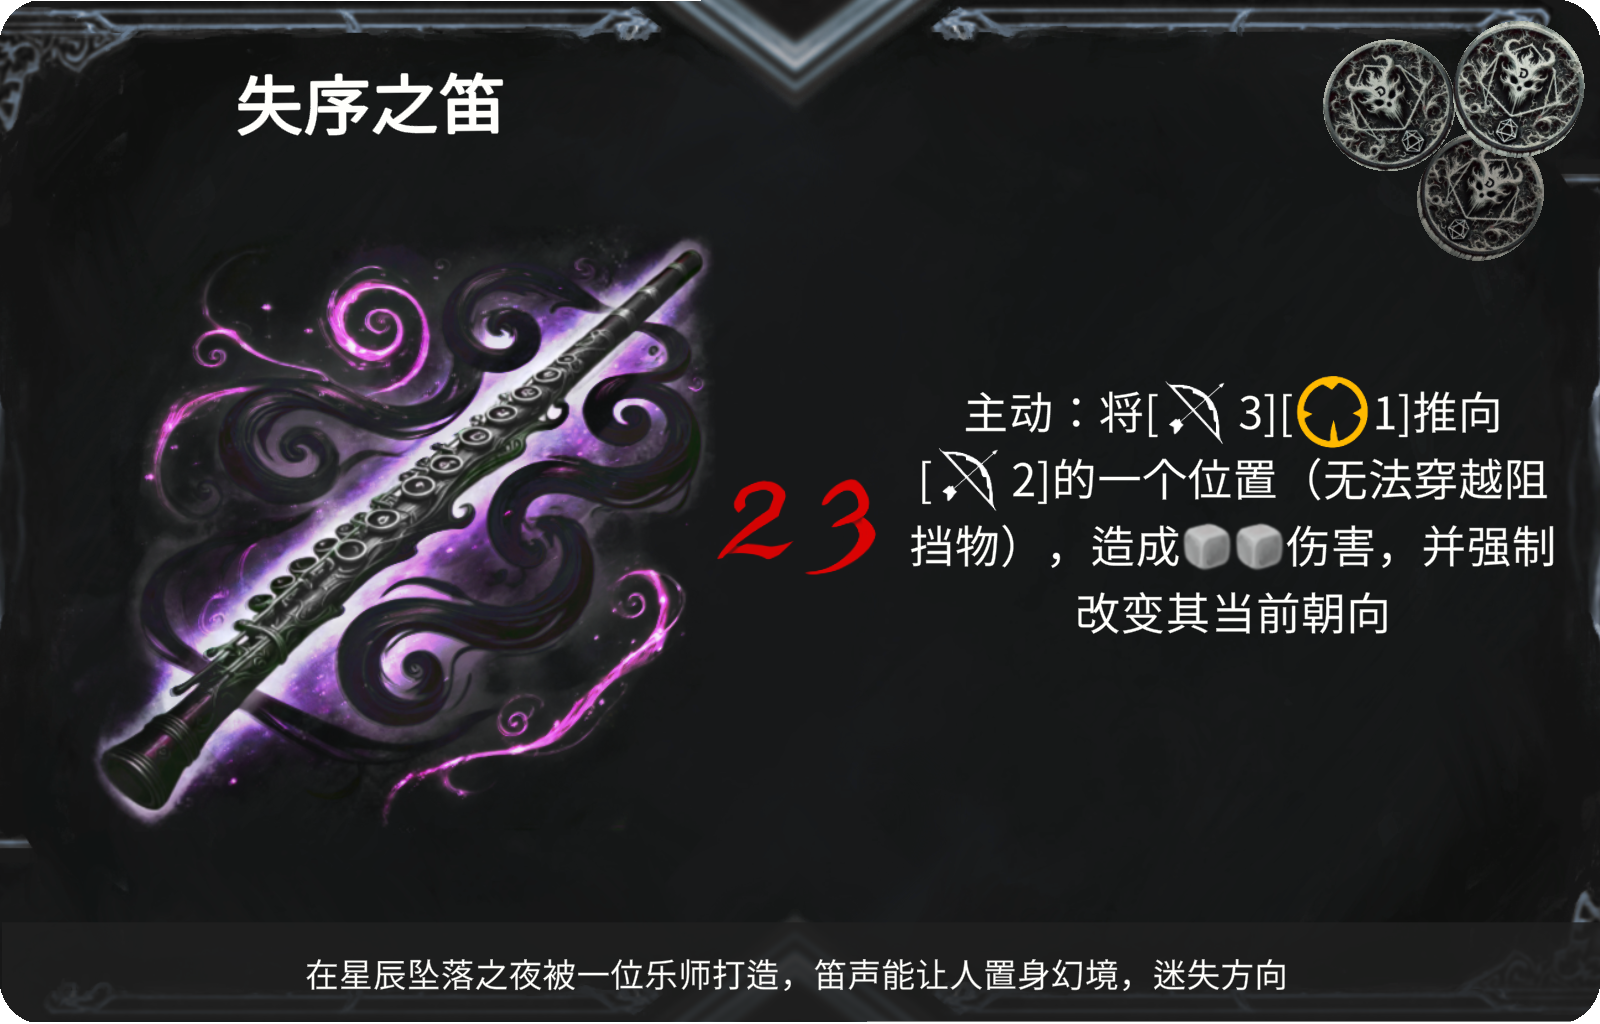 失序之笛
23
主动：将[3][1]推向
[2]的一个位置（无法穿越阻
挡物），造成伤害，并强制
改变其当前朝向
在星辰坠落之夜被一位乐师打造，笛声能让人置身幻境，迷失方向